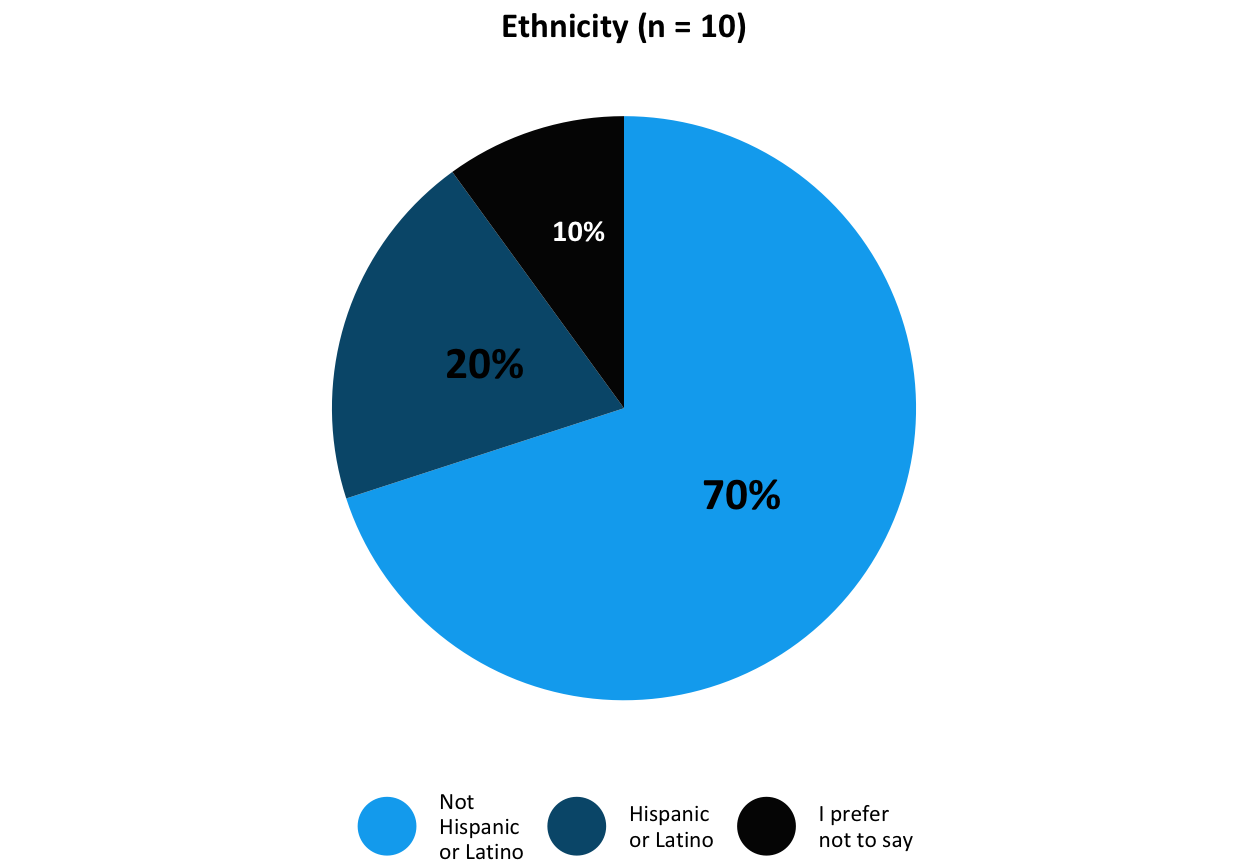 Ethnicity (n = 10)
10%
20%
70%
Not
Hispanic
or Latino
Hispanic
or Latino
I prefer
not to say